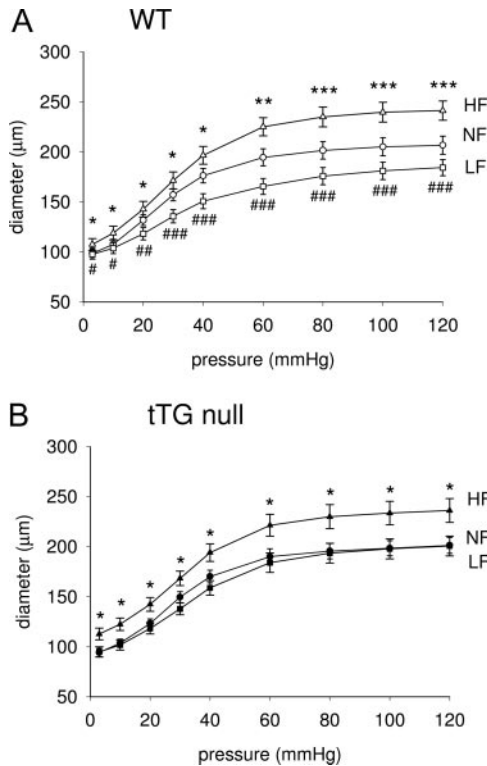 A WT
300
*** *** *** HF
250
**
*
NF
200
*
LF
*
150
* *
###
###
###
###
100
###
###
##
# #
50
0 20 40 60 80 100 120
diameter (μm)
pressure (mmHg)
B tTG null
300
250
* * * * HF
*
200
*
NF
LF
*
150
* *
100
50
0 20 40 60 80 100 120
diameter (μm)
pressure (mmHg)